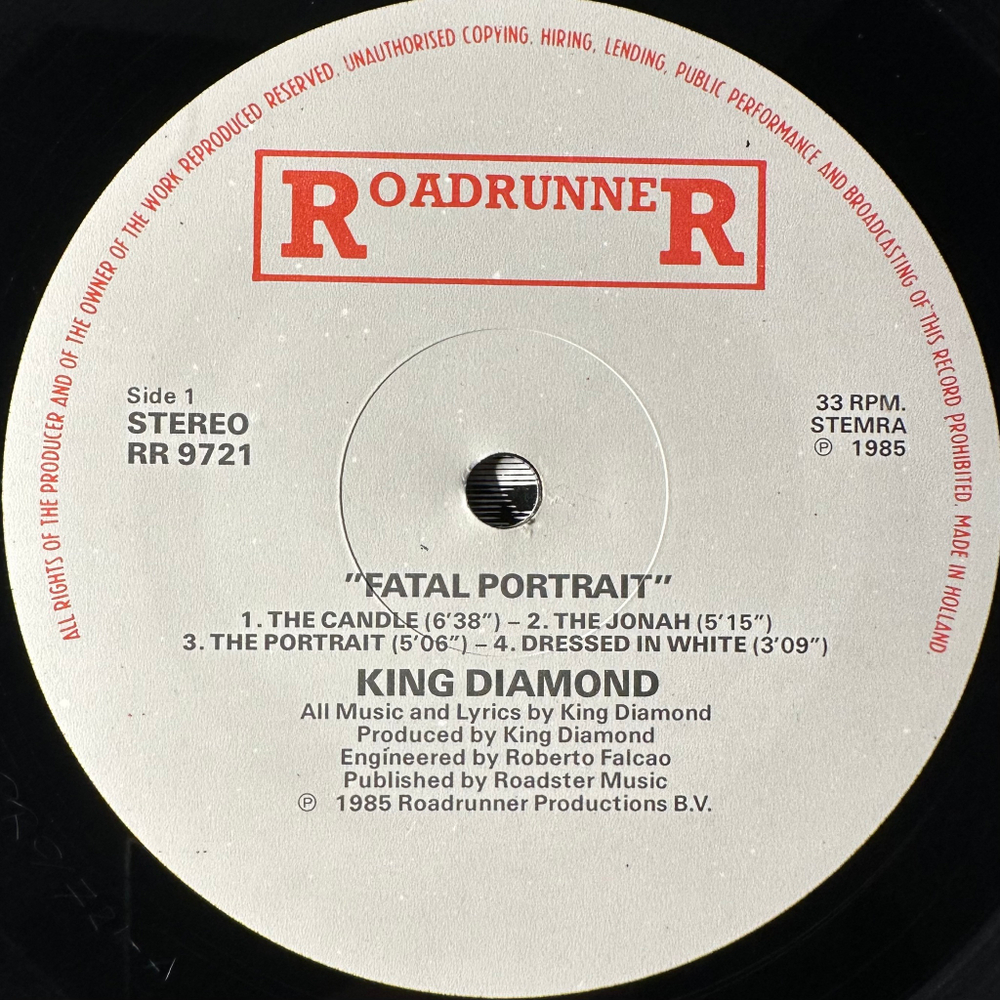 ALL RIGHTS OF THE PRODUCER AND OF THE OWNER OF THE WORK REPRODUCED RESERVED. UNAUTHORISED COPYING. HIRING, LENDING, PUBLIC PERFORMANCE AND BROADCASTING OF THIS RECORD PROHIBITED. MADE IN HOLLAND.
ROADRUNNER
Side 1
STEREO
RR 9721
33 RPM.
STEMRA
℗ 1985
"FATAL PORTRAIT"
1. THE CANDLE (6'38") – 2. THE JONAH (5'15")
3. THE PORTRAIT (5'06") – 4. DRESSED IN WHITE (3'09")
KING DIAMOND
All Music and Lyrics by King Diamond
Produced by King Diamond
Engineered by Roberto Falcao
Published by Roadster Music
℗ 1985 Roadrunner Productions B.V.